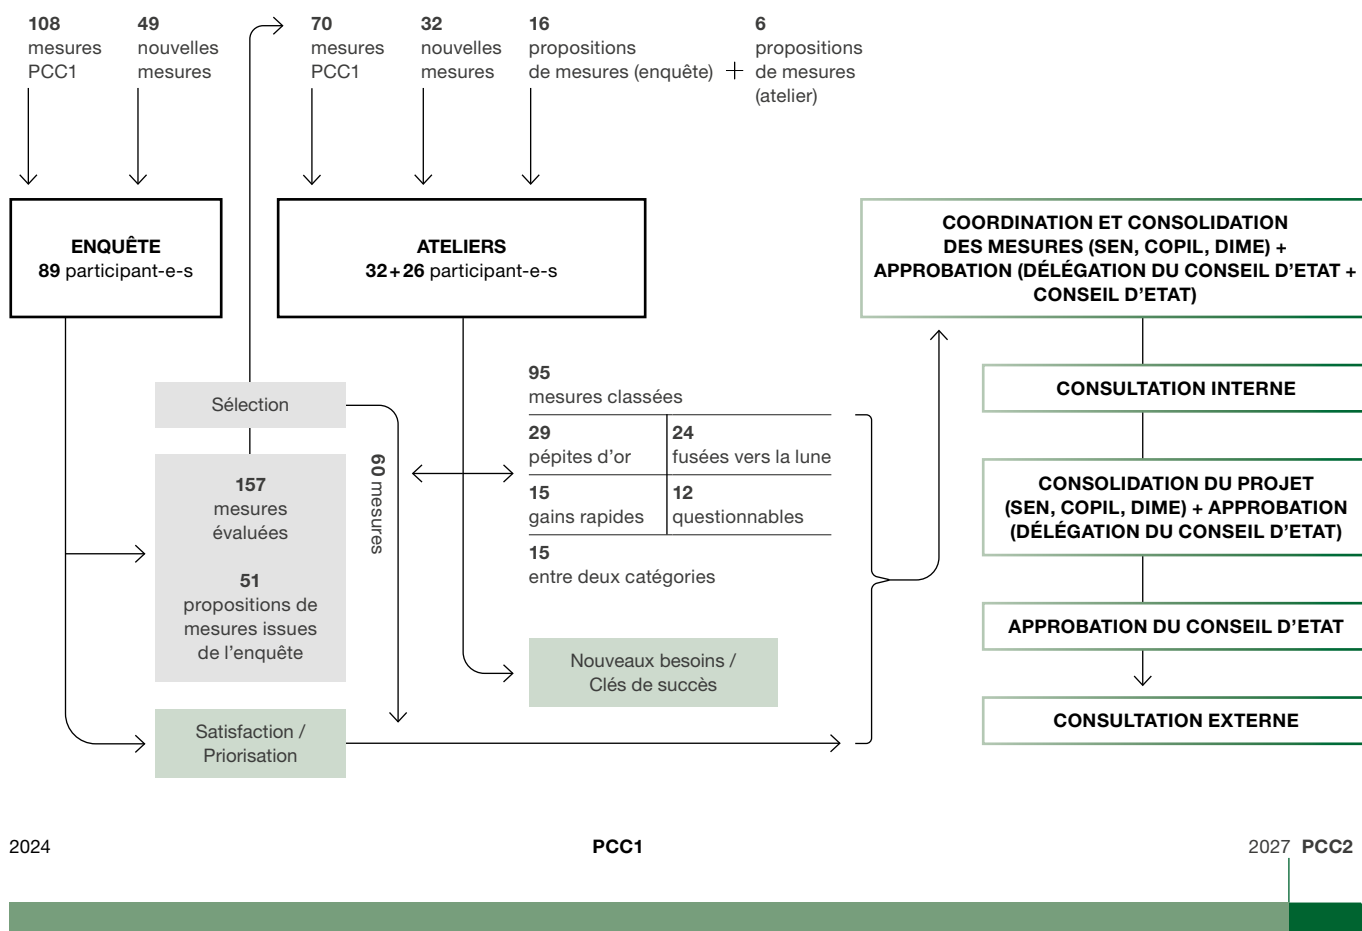 108
mesures
PCC1
49
nouvelles
mesures
70
mesures
PCC1
32
nouvelles
mesures
16
propositions
de mesures (enquête)
+
6
propositions
de mesures
(atelier)
ENQUÊTE
89 participant-e-s
ATELIERS
32+26 participant-e-s
COORDINATION ET CONSOLIDATION
DES MESURES (SEN, COPIL, DIME) +
APPROBATION (DÉLÉGATION DU CONSEIL D'ETAT +
CONSEIL D'ETAT)
Sélection
157
mesures
évaluées
51
propositions de
mesures issues
de l'enquête
Satisfaction /
Priorisation
60 mesures
95
mesures classées
29
pépites d'or
24
fusées vers la lune
15
gains rapides
12
questionnables
15
entre deux catégories
Nouveaux besoins /
Clés de succès
CONSULTATION INTERNE
CONSOLIDATION DU PROJET
(SEN, COPIL, DIME) + APPROBATION
(DÉLÉGATION DU CONSEIL D'ETAT)
APPROBATION DU CONSEIL D'ETAT
CONSULTATION EXTERNE
2024
PCC1
2027 PCC2